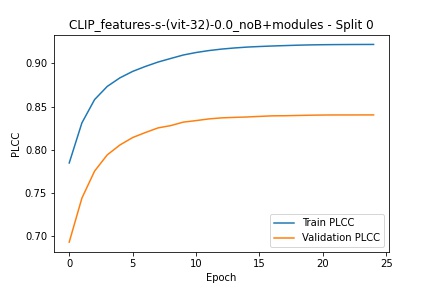 CLIP_features-s-(vit-32)-0.0_noB+modules - Split 0
PLCC
0.90
0.85
0.80
0.75
0.70
Train PLCC
Validation PLCC
0 5 10 15 20 25
Epoch